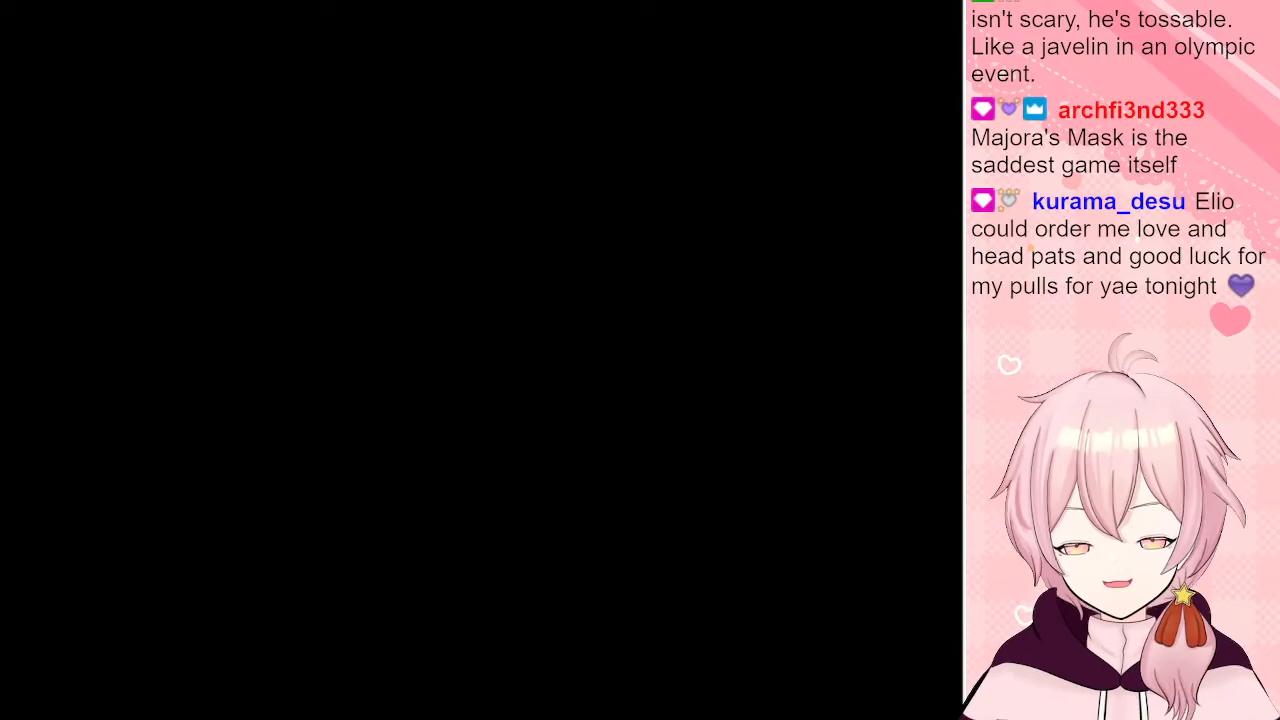 isn't scary, he's tossable.
Like a javelin in an olympic
event.
archfi3nd333
Majora's Mask is the
saddest game itself
kurama_desu Elio
could order me love and
head pats and good luck for
my pulls for yae tonight